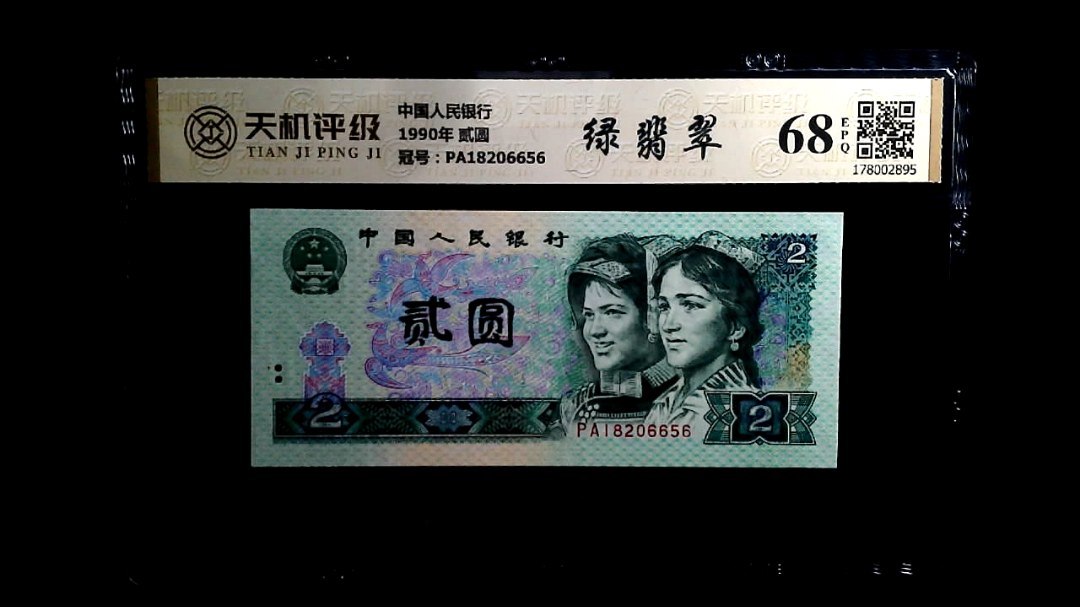 天机评级
TIAN JI PING JI
中国人民银行
1990年 贰圆
冠号：PA18206656
绿翡翠
68
EPQ
178002895
中国人民银行
2
贰圆
2
PA18206656
2